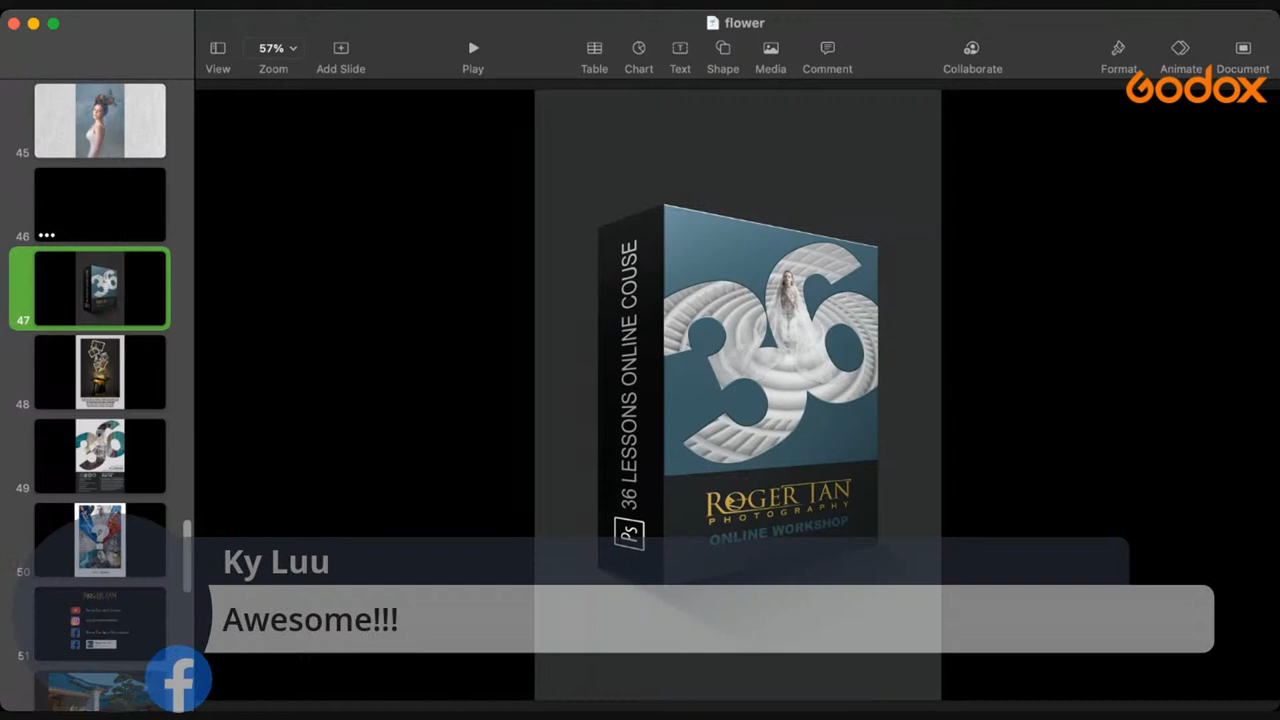 flower
57%
View
Zoom
Add Slide
Play
Table
Chart
Text
Shape
Media
Comment
Collaborate
Format
Animate
Document
Godox
45
46
47
48
49
50
51
36 LESSONS ONLINE COUSE
Ps
36
ROGER TAN
PHOTOGRAPHY
ONLINE WORKSHOP
Ky Luu
Awesome!!!